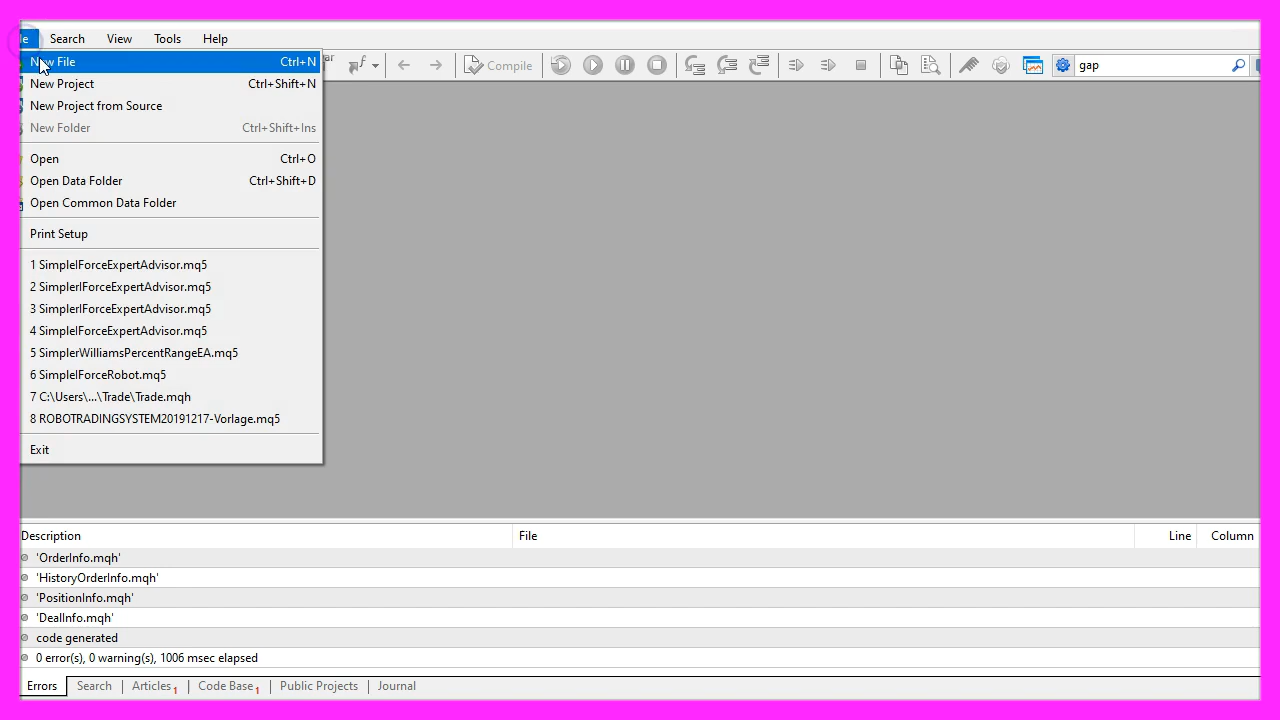 le Search View Tools Help
New File Ctrl+N
New Project Ctrl+Shift+N
New Project from Source
New Folder Ctrl+Shift+Ins
Open Ctrl+O
Open Data Folder Ctrl+Shift+D
Open Common Data Folder
Print Setup
1 SimpleIForceExpertAdvisor.mq5
2 SimplerIForceExpertAdvisor.mq5
3 SimplerIForceExpertAdvisor.mq5
4 SimpleIForceExpertAdvisor.mq5
5 SimplerWilliamsPercentRangeEA.mq5
6 SimpleIForceRobot.mq5
7 C:\Users\...\Trade\Trade.mqh
8 ROBOTRADINGSYSTEM20191217-Vorlage.mq5
Exit
ar
Compile
gap
Description File Line Column
'OrderInfo.mqh'
'HistoryOrderInfo.mqh'
'PositionInfo.mqh'
'DealInfo.mqh'
code generated
0 error(s), 0 warning(s), 1006 msec elapsed
Errors Search Articles 1 Code Base 1 Public Projects Journal